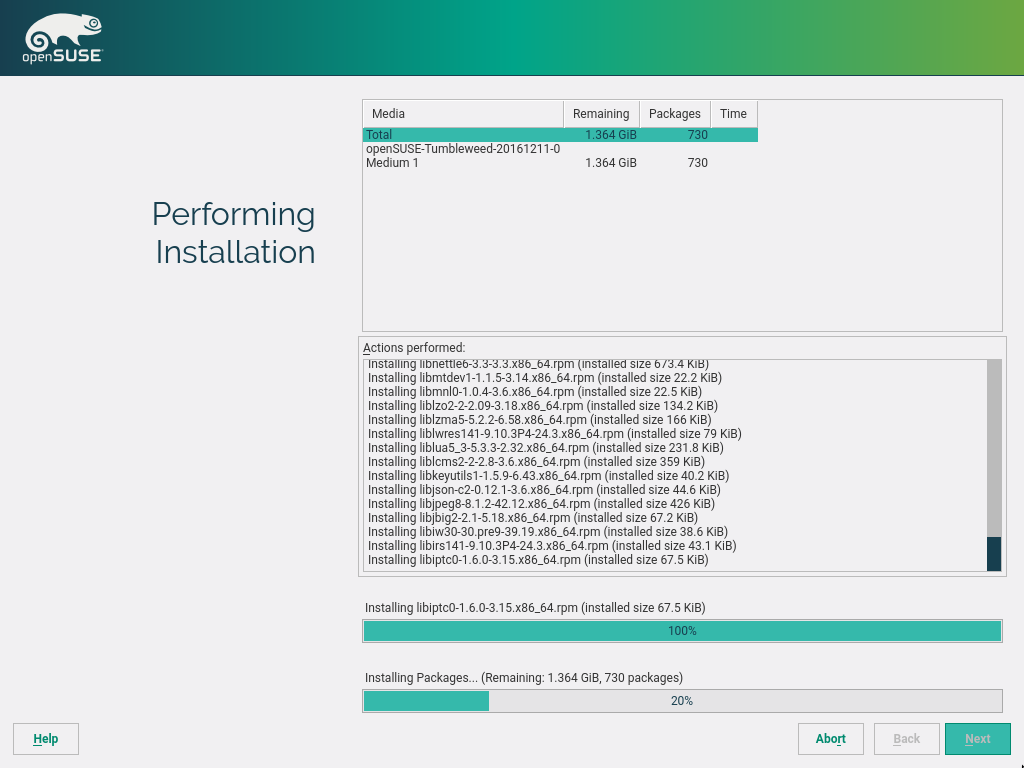 openSUSE
Performing
Installation
Media Remaining Packages Time
Total 1.364 GiB 730
openSUSE-Tumbleweed-20161211-0
Medium 1 1.364 GiB 730
Actions performed:
Installing libnettle6-3.3-3.3.x86_64.rpm (installed size 673.4 KiB)
Installing libmtdev1-1.1.5-3.14.x86_64.rpm (installed size 22.2 KiB)
Installing libmnl0-1.0.4-3.6.x86_64.rpm (installed size 22.5 KiB)
Installing liblzo2-2-2.09-3.18.x86_64.rpm (installed size 134.2 KiB)
Installing liblzma5-5.2.2-6.58.x86_64.rpm (installed size 166 KiB)
Installing liblwres141-9.10.3P4-24.3.x86_64.rpm (installed size 79 KiB)
Installing liblua5_3-5.3.3-2.32.x86_64.rpm (installed size 231.8 KiB)
Installing liblcms2-2-2.8-3.6.x86_64.rpm (installed size 359 KiB)
Installing libkeyutils1-1.5.9-6.43.x86_64.rpm (installed size 40.2 KiB)
Installing libjson-c2-0.12.1-3.6.x86_64.rpm (installed size 44.6 KiB)
Installing libjpeg8-8.1.2-42.12.x86_64.rpm (installed size 426 KiB)
Installing libjbig2-2.1-5.18.x86_64.rpm (installed size 67.2 KiB)
Installing libiw30-30.pre9-39.19.x86_64.rpm (installed size 38.6 KiB)
Installing libirs141-9.10.3P4-24.3.x86_64.rpm (installed size 43.1 KiB)
Installing libiptc0-1.6.0-3.15.x86_64.rpm (installed size 67.5 KiB)
Installing libiptc0-1.6.0-3.15.x86_64.rpm (installed size 67.5 KiB)
100%
Installing Packages... (Remaining: 1.364 GiB, 730 packages)
20%
Help Abort Back Next